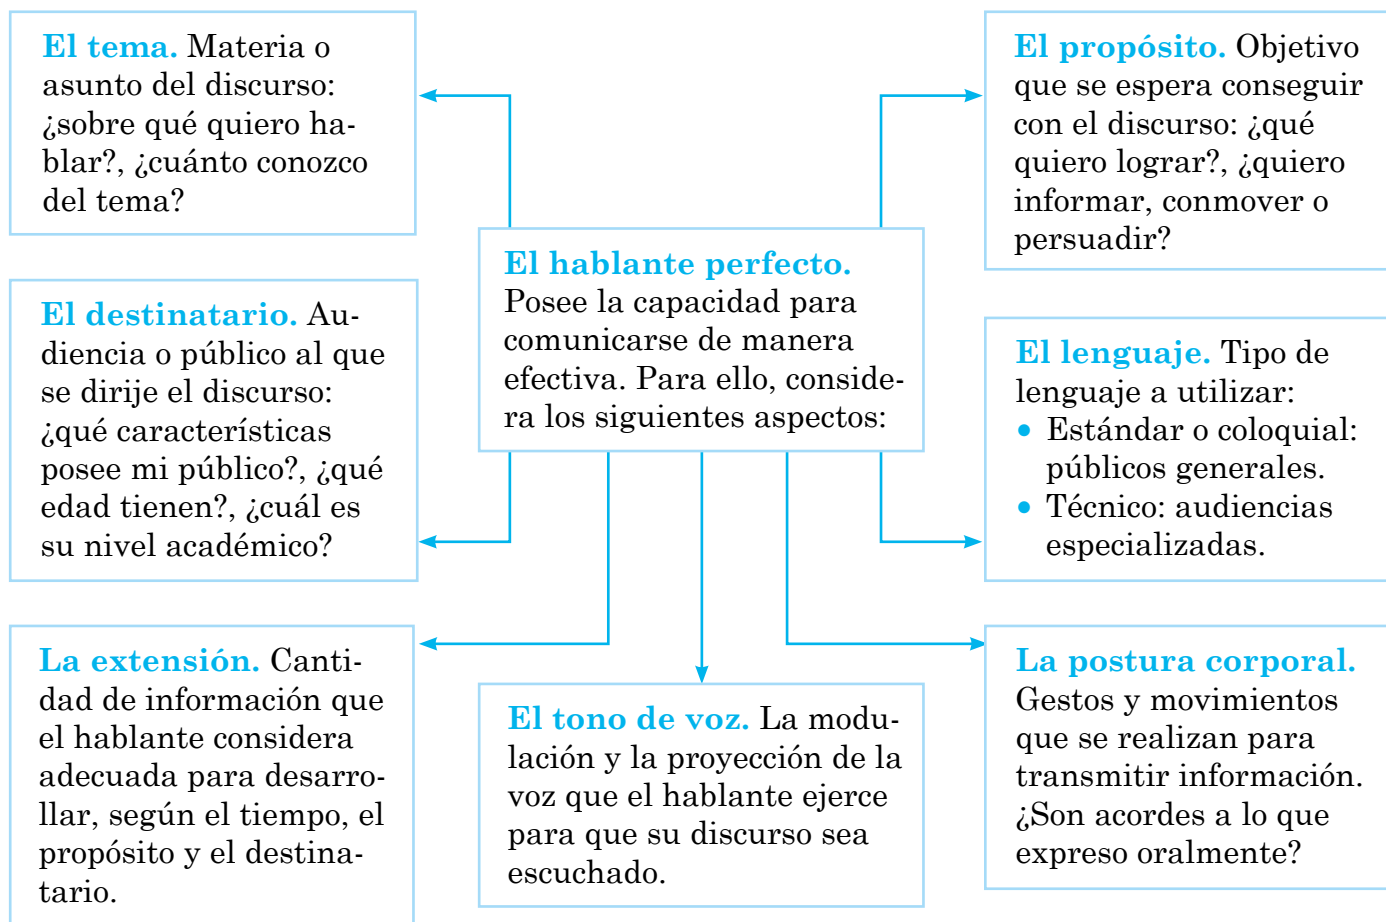 El tema. Materia o
asunto del discurso:
¿sobre qué quiero ha-
blar?, ¿cuánto conozco
del tema?
El propósito. Objetivo
que se espera conseguir
con el discurso: ¿qué
quiero lograr?, ¿quiero
informar, conmover o
persuadir?
El hablante perfecto.
Posee la capacidad para
comunicarse de manera
efectiva. Para ello, conside-
ra los siguientes aspectos:
El destinatario. Au-
diencia o público al que
se dirije el discurso:
¿qué características
posee mi público?, ¿qué
edad tienen?, ¿cuál es
su nivel académico?
El lenguaje. Tipo de
lenguaje a utilizar:
• Estándar o coloquial:
públicos generales.
• Técnico: audiencias
especializadas.
La extensión. Canti-
dad de información que
el hablante considera
adecuada para desarro-
llar, según el tiempo, el
propósito y el destina-
tario.
El tono de voz. La modu-
lación y la proyección de la
voz que el hablante ejerce
para que su discurso sea
escuchado.
La postura corporal.
Gestos y movimientos
que se realizan para
transmitir información.
¿Son acordes a lo que
expreso oralmente?